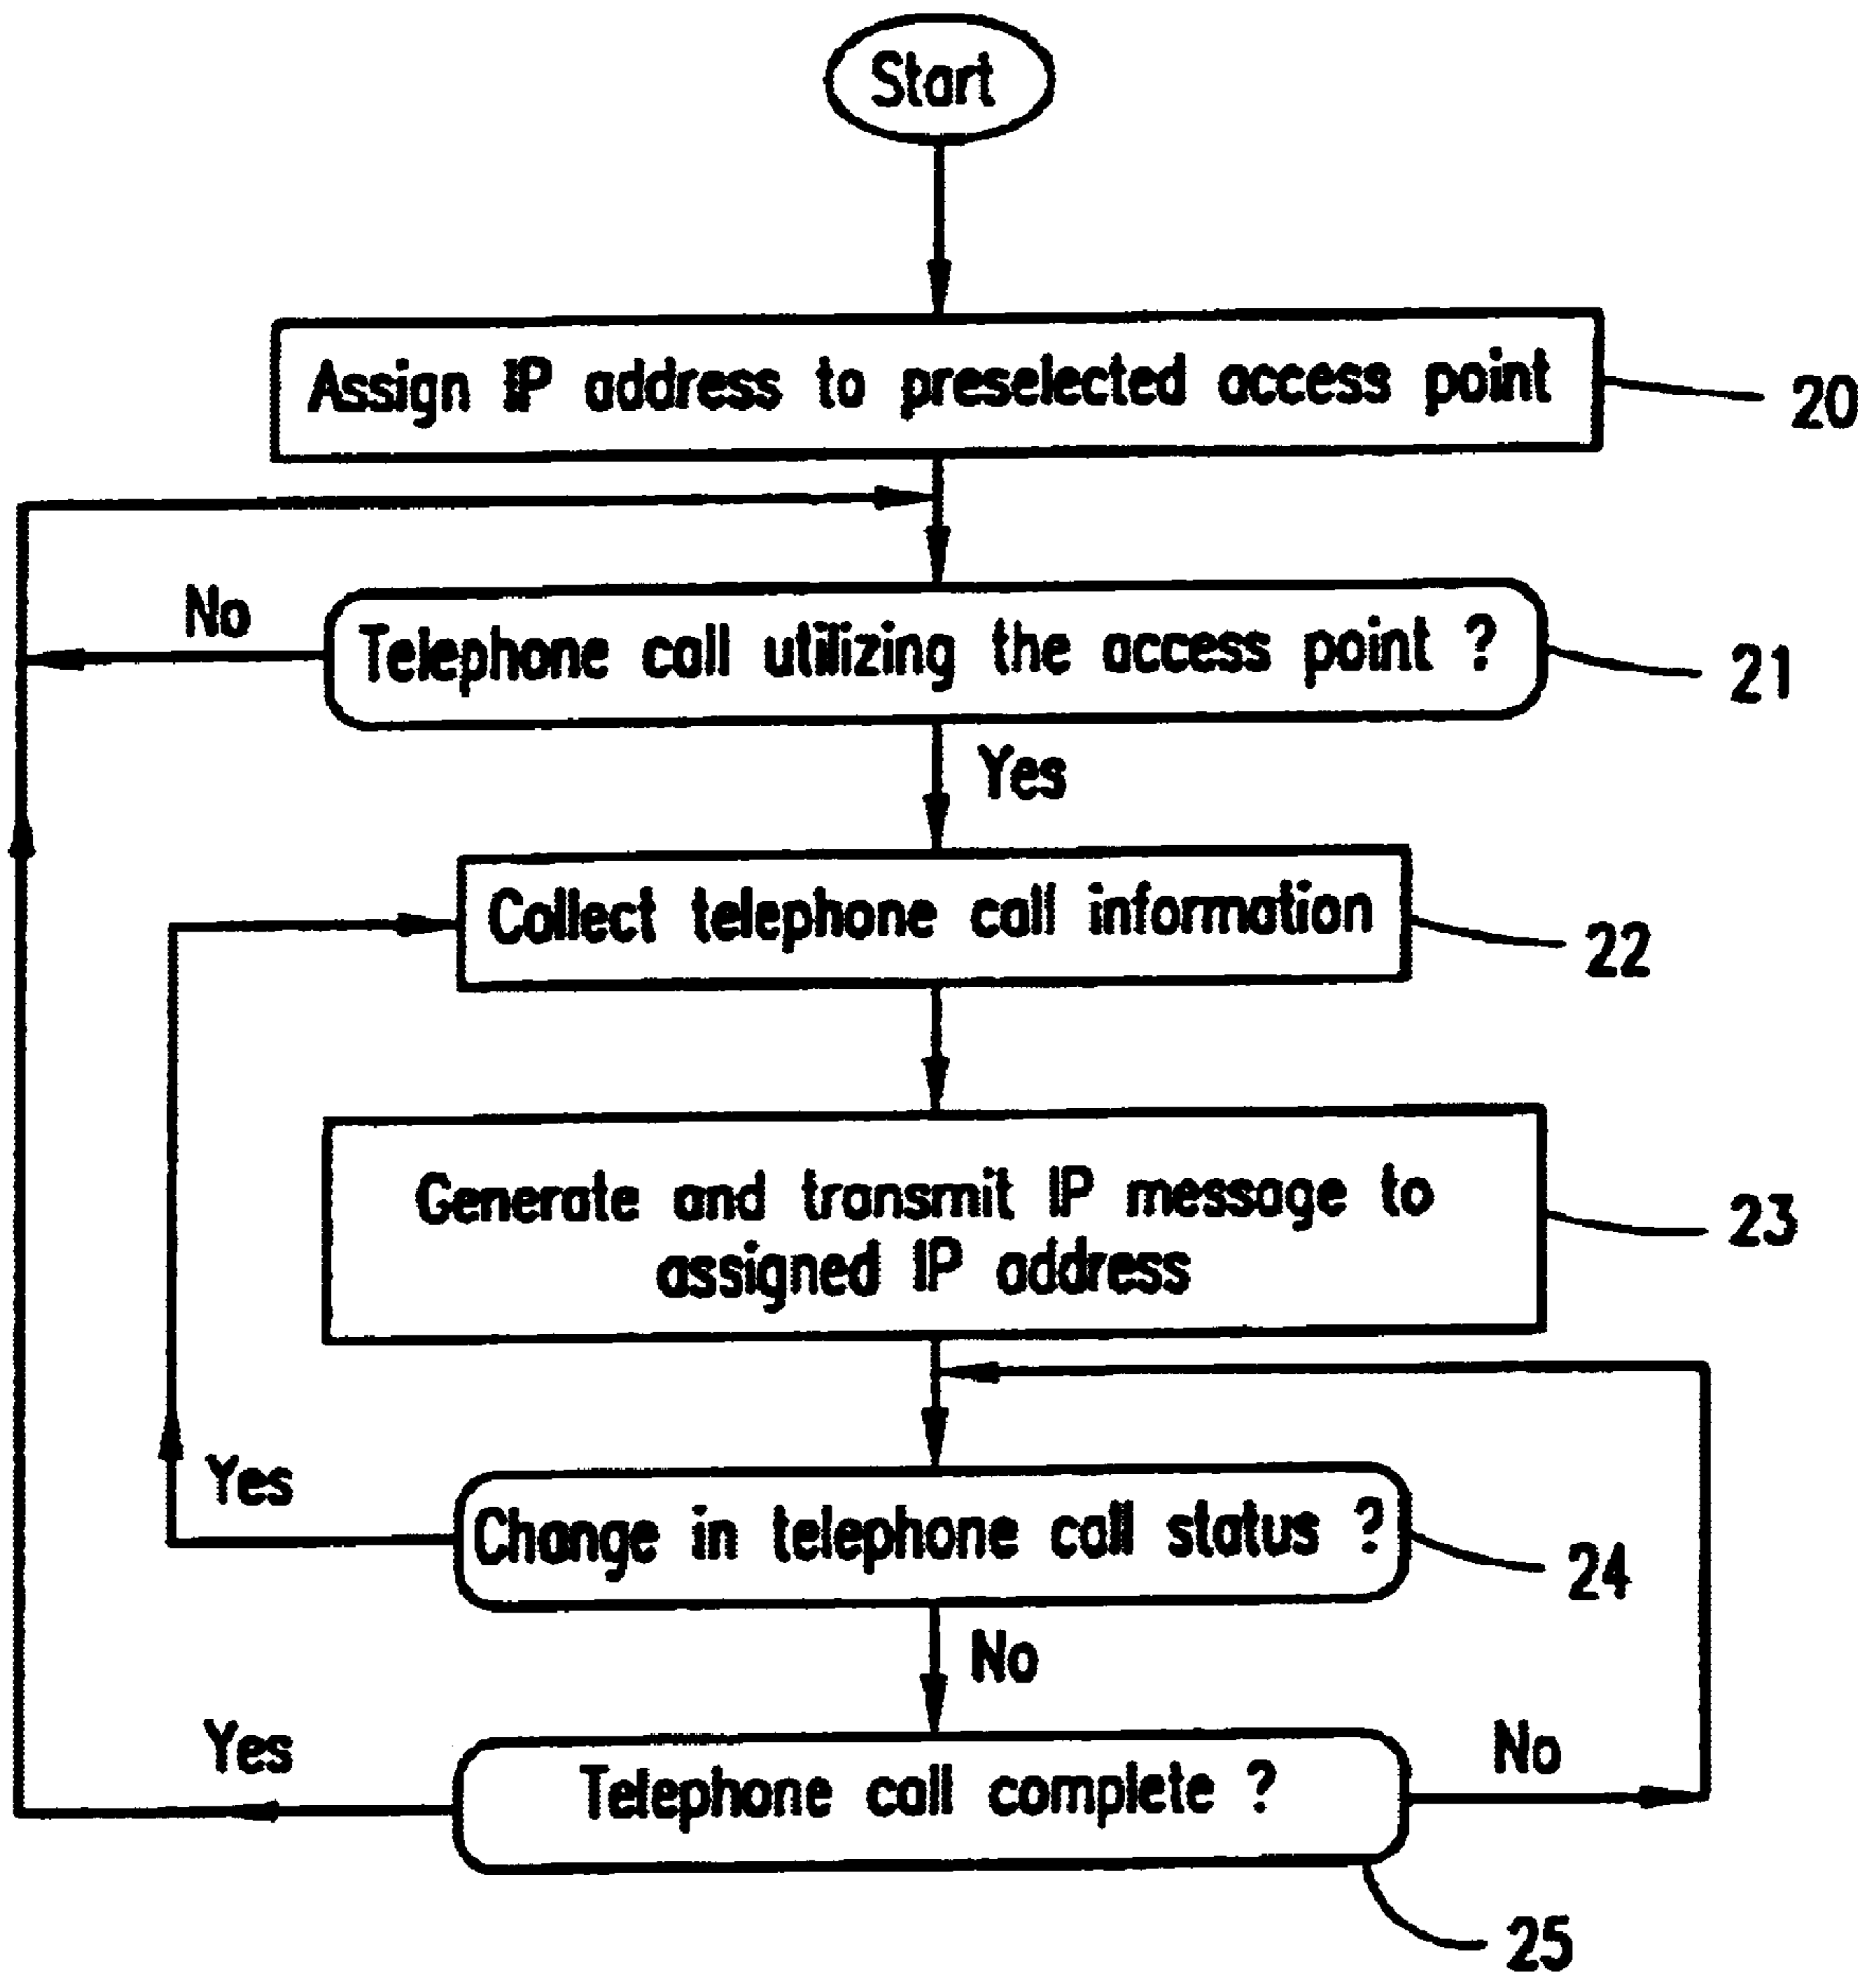 Start
Assign IP address to preselected access point
20
No
Telephone call utilizing the access point ?
21
Yes
Collect telephone call information
22
Generate and transmit IP message to
assigned IP address
23
Yes
Change in telephone call status ?
24
No
Yes
Telephone call complete ?
No
25